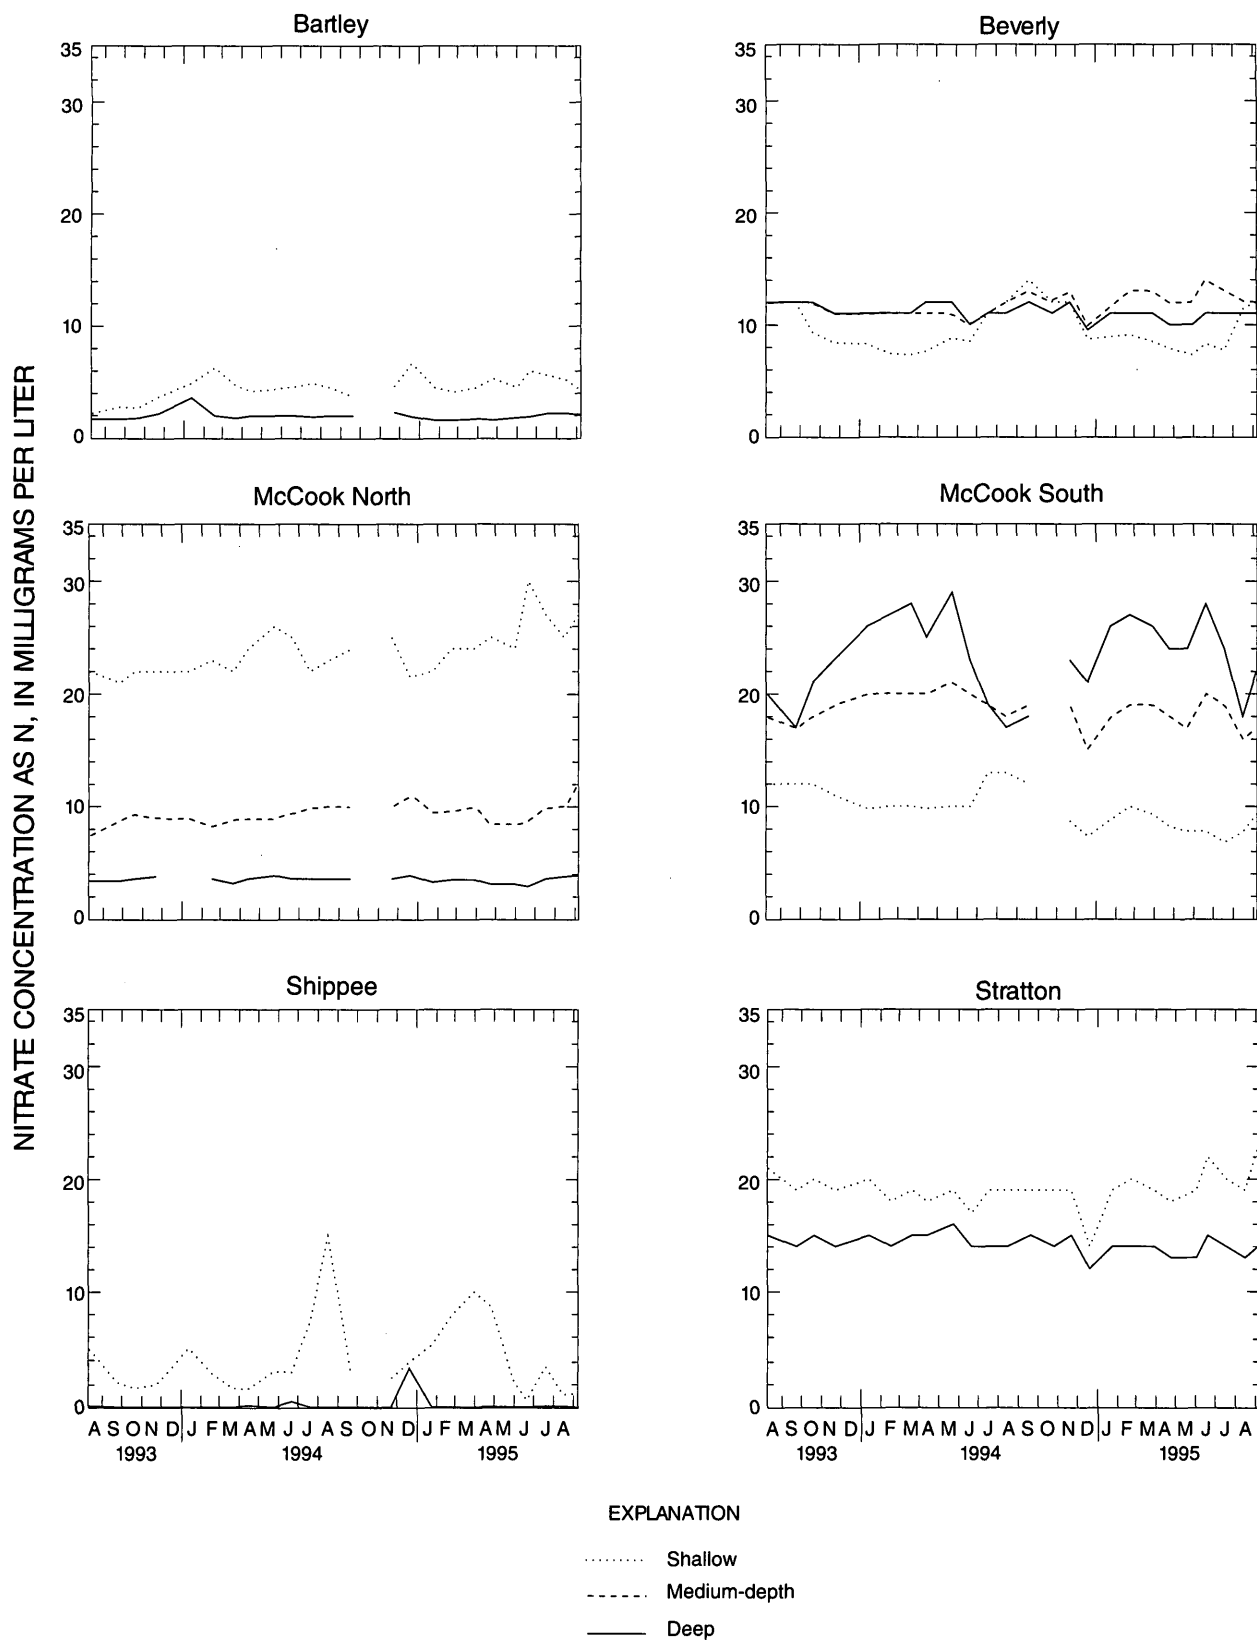 Bartley
Beverly
35
30
20
10
0
35
30
20
10
0
NITRATE CONCENTRATION AS N, IN MILLIGRAMS PER LITER
McCook North
McCook South
35
30
20
10
0
35
30
20
10
0
Shippee
Stratton
35
30
20
10
0
35
30
20
10
0
A S O N D J F M A M J J A S O N D J F M A M J J A
1993 1994 1995
A S O N D J F M A M J J A S O N D J F M A M J J A
1993 1994 1995
EXPLANATION
Shallow
Medium-depth
Deep